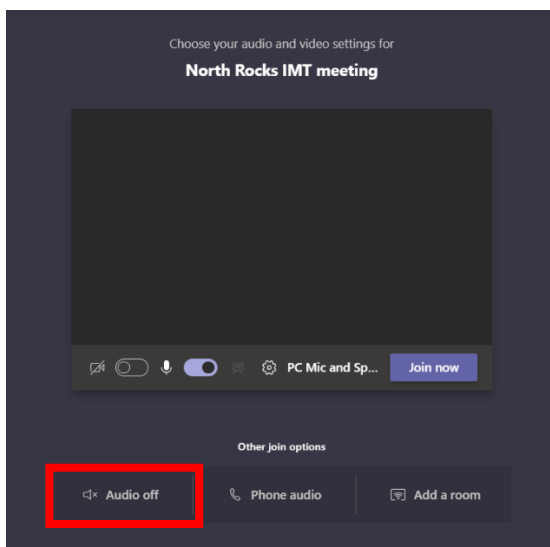 Choose your audio and video settings for
North Rocks IMT meeting
PC Mic and Sp... Join now
Other join options
Audio off Phone audio Add a room